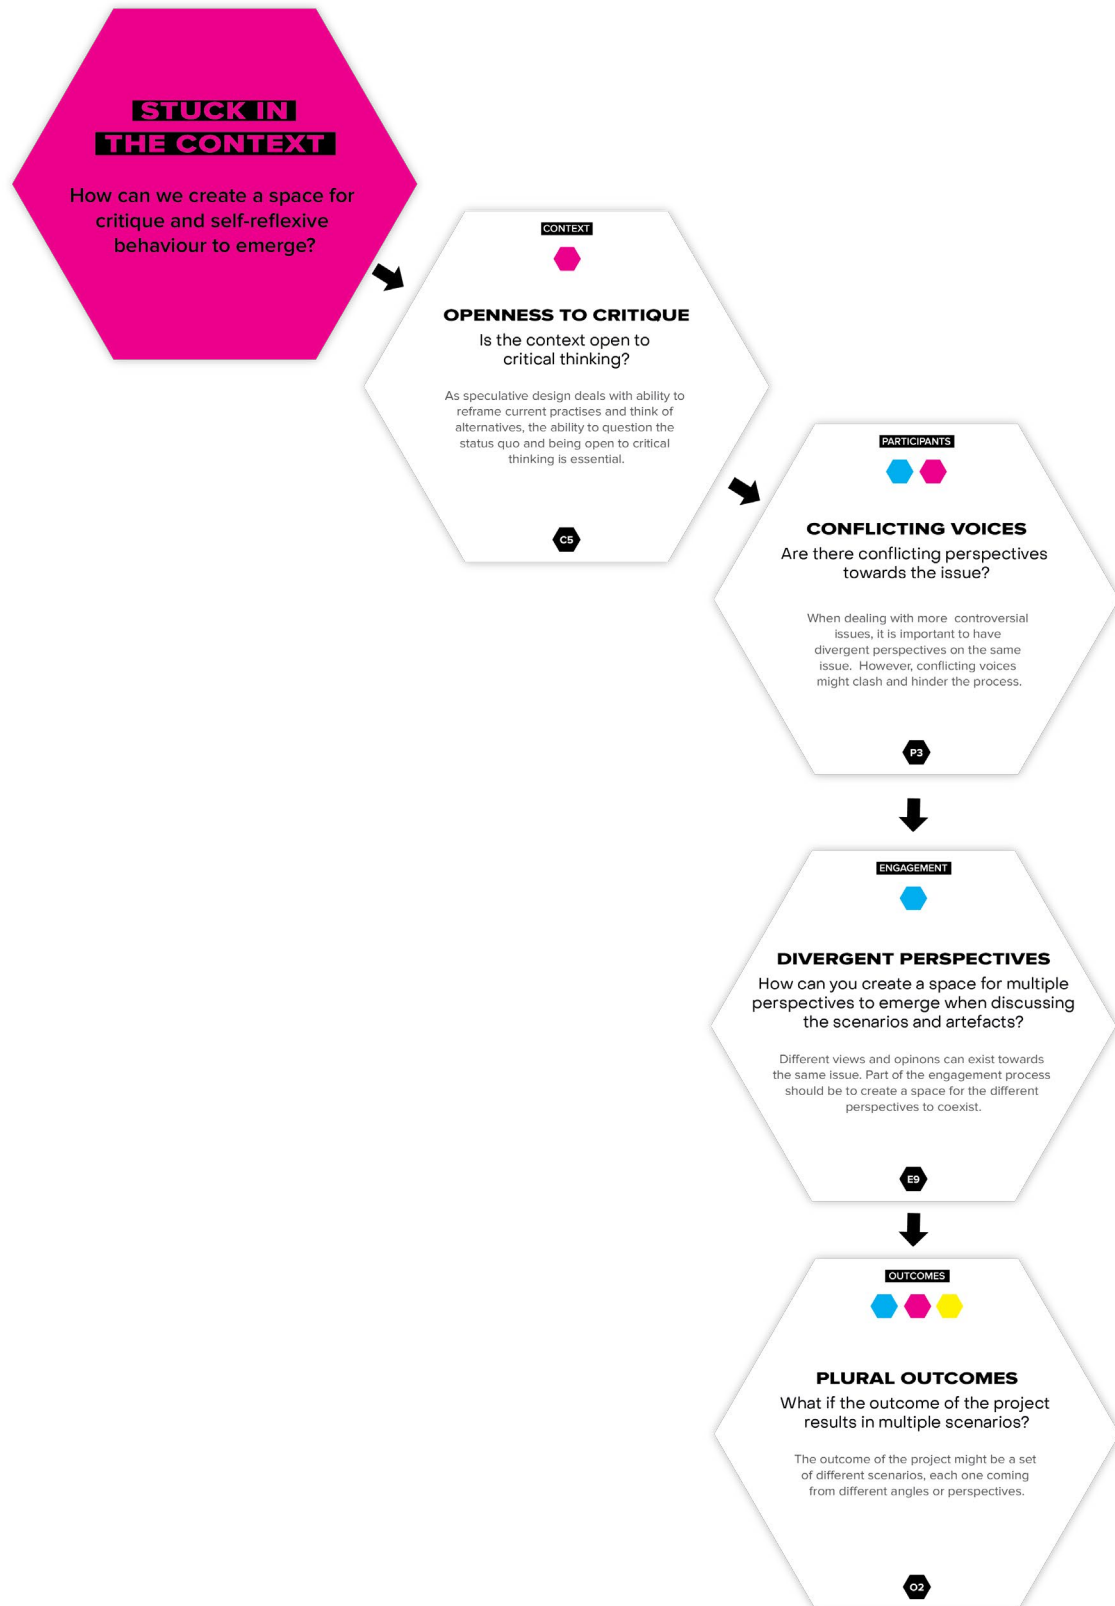 STUCK IN
THE CONTEXT
How can we create a space for
critique and self-reflexive
behaviour to emerge?
CONTEXT
OPENNESS TO CRITIQUE
Is the context open to
critical thinking?
As speculative design deals with ability to
reframe current practises and think of
alternatives, the ability to question the
status quo and being open to critical
thinking is essential.
C5
PARTICIPANTS
CONFLICTING VOICES
Are there conflicting perspectives
towards the issue?
When dealing with more controversial
issues, it is important to have
divergent perspectives on the same
issue. However, conflicting voices
might clash and hinder the process.
P3
ENGAGEMENT
DIVERGENT PERSPECTIVES
How can you create a space for multiple
perspectives to emerge when discussing
the scenarios and artefacts?
Different views and opinons can exist towards
the same issue. Part of the engagement process
should be to create a space for the different
perspectives to coexist.
E9
OUTCOMES
PLURAL OUTCOMES
What if the outcome of the project
results in multiple scenarios?
The outcome of the project might be a set
of different scenarios, each one coming
from different angles or perspectives.
O2